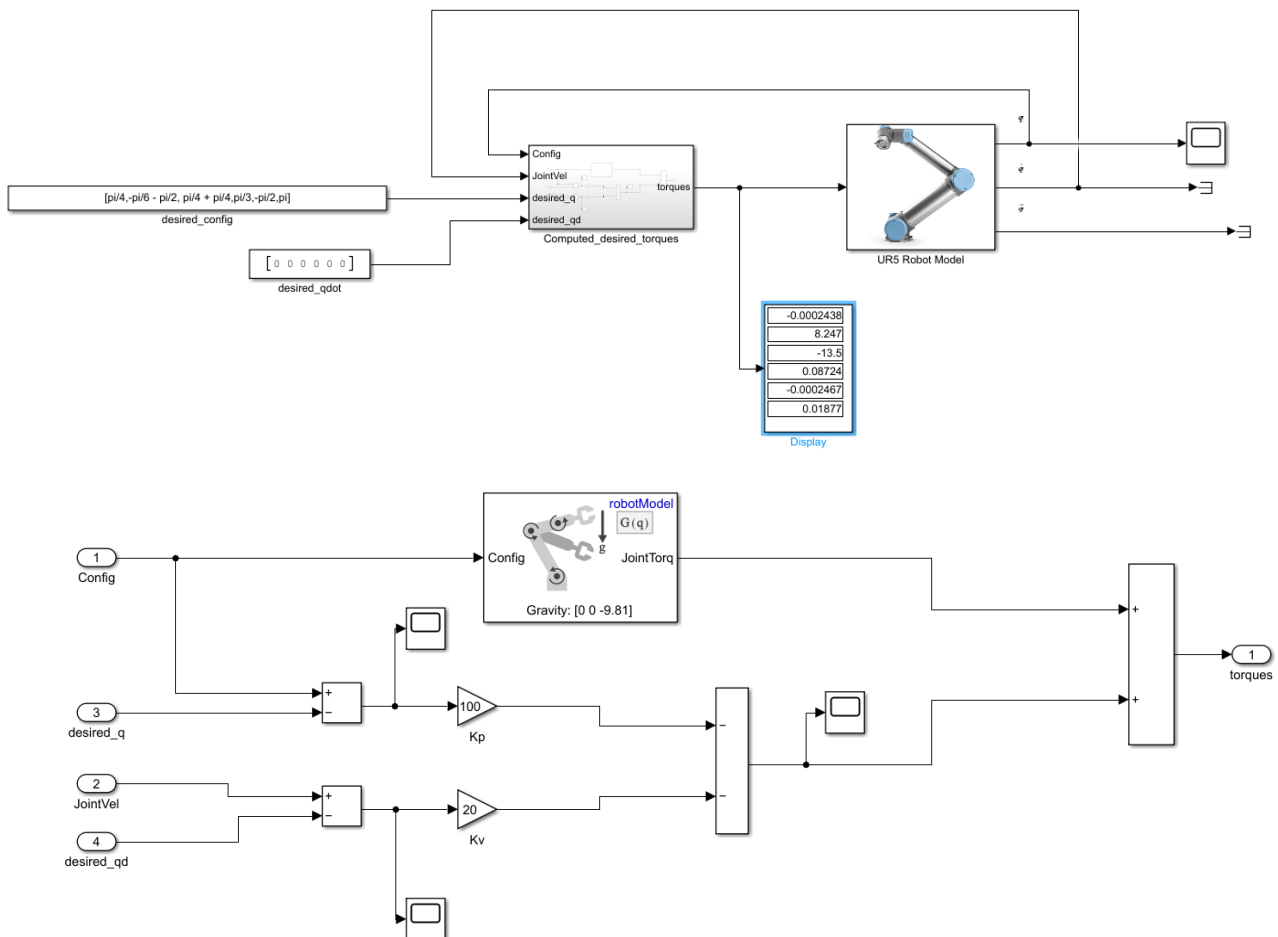 Config
JointVel
desired_q
desired_qd
torques
Computed_desired_torques
[pi/4,-pi/6 - pi/2, pi/4 + pi/4,pi/3,-pi/2,pi]
desired_config
[0 0 0 0 0 0]
desired_qdot
UR5 Robot Model
-0.0002438
8.247
-13.5
0.08724
-0.0002467
0.01877
Display
robotModel
G(q)
g
Config
JointTorq
Gravity: [0 0 -9.81]
1
Config
3
desired_q
2
JointVel
4
desired_qd
+
−
100
Kp
+
−
20
Kv
−
−
+
+
1
torques